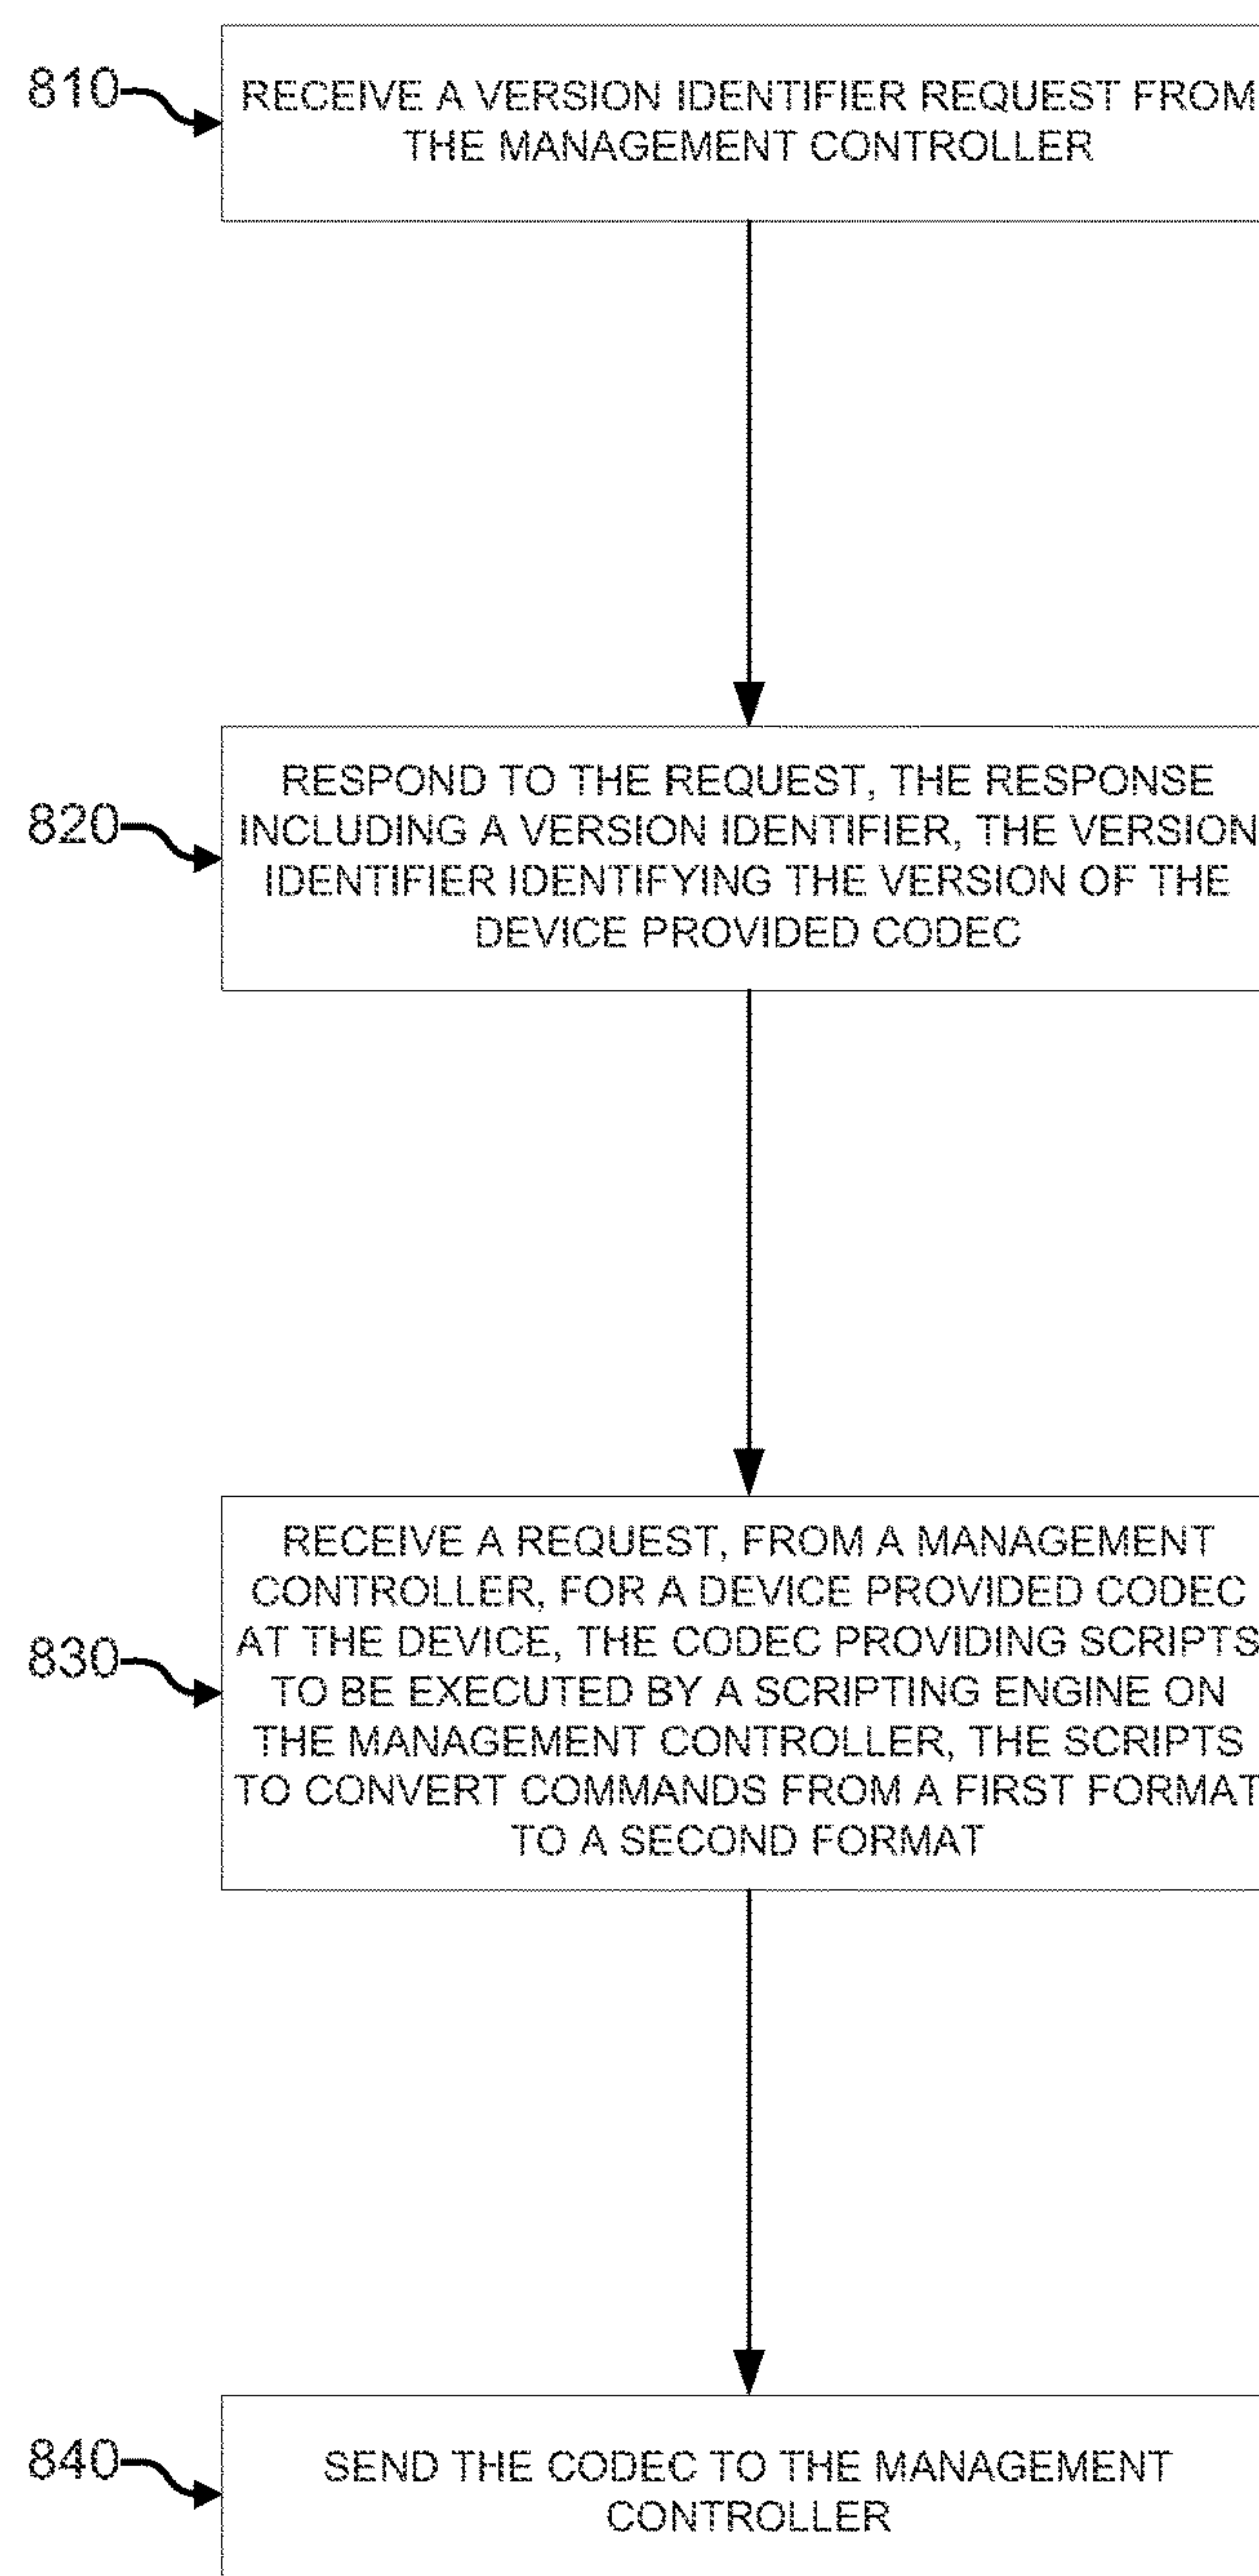 810
RECEIVE A VERSION IDENTIFIER REQUEST FROM
THE MANAGEMENT CONTROLLER
820
RESPOND TO THE REQUEST, THE RESPONSE
INCLUDING A VERSION IDENTIFIER, THE VERSION
IDENTIFIER IDENTIFYING THE VERSION OF THE
DEVICE PROVIDED CODEC
830
RECEIVE A REQUEST, FROM A MANAGEMENT
CONTROLLER, FOR A DEVICE PROVIDED CODEC
AT THE DEVICE, THE CODEC PROVIDING SCRIPTS
TO BE EXECUTED BY A SCRIPTING ENGINE ON
THE MANAGEMENT CONTROLLER, THE SCRIPTS
TO CONVERT COMMANDS FROM A FIRST FORMAT
TO A SECOND FORMAT
840
SEND THE CODEC TO THE MANAGEMENT
CONTROLLER